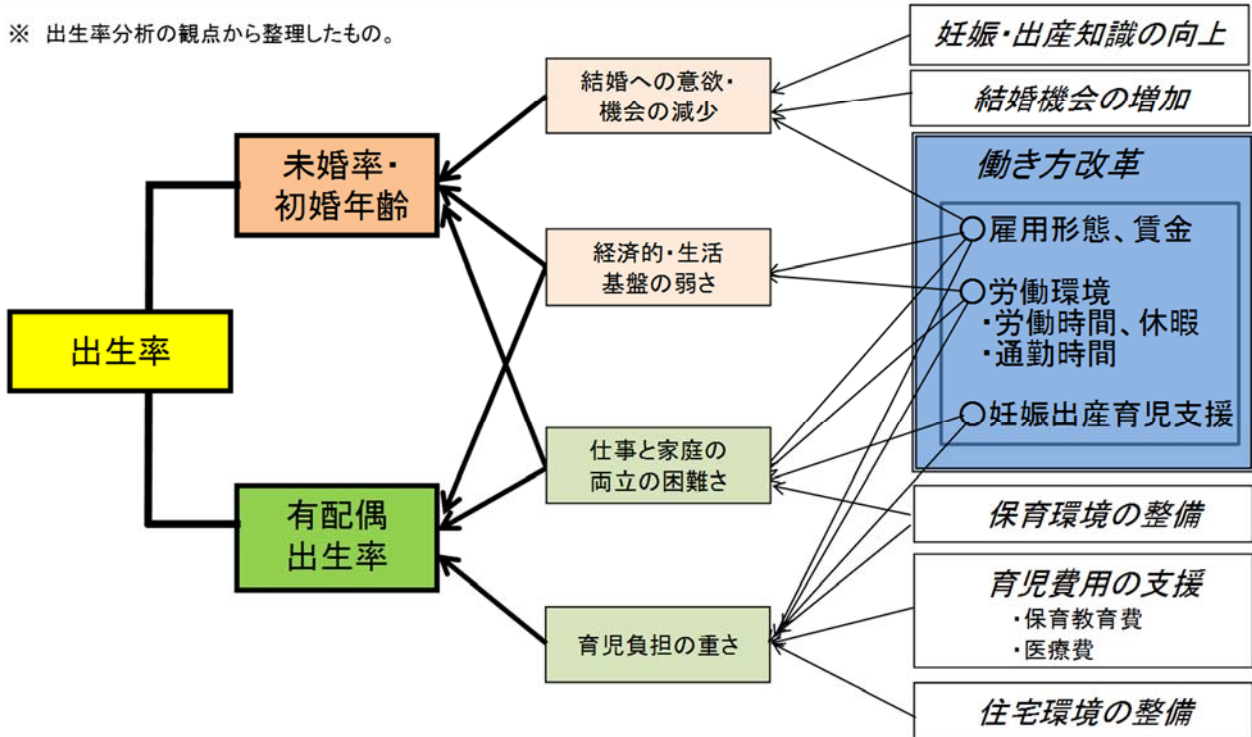 ※ 出生率分析の観点から整理したもの。
出生率
未婚率・
初婚年齢
有配偶
出生率
結婚への意欲・
機会の減少
経済的・生活
基盤の弱さ
仕事と家庭の
両立の困難さ
育児負担の重さ
妊娠・出産知識の向上
結婚機会の増加
働き方改革
○雇用形態、賃金
○労働環境
・労働時間、休暇
・通勤時間
○妊娠出産育児支援
保育環境の整備
育児費用の支援
・保育教育費
・医療費
住宅環境の整備